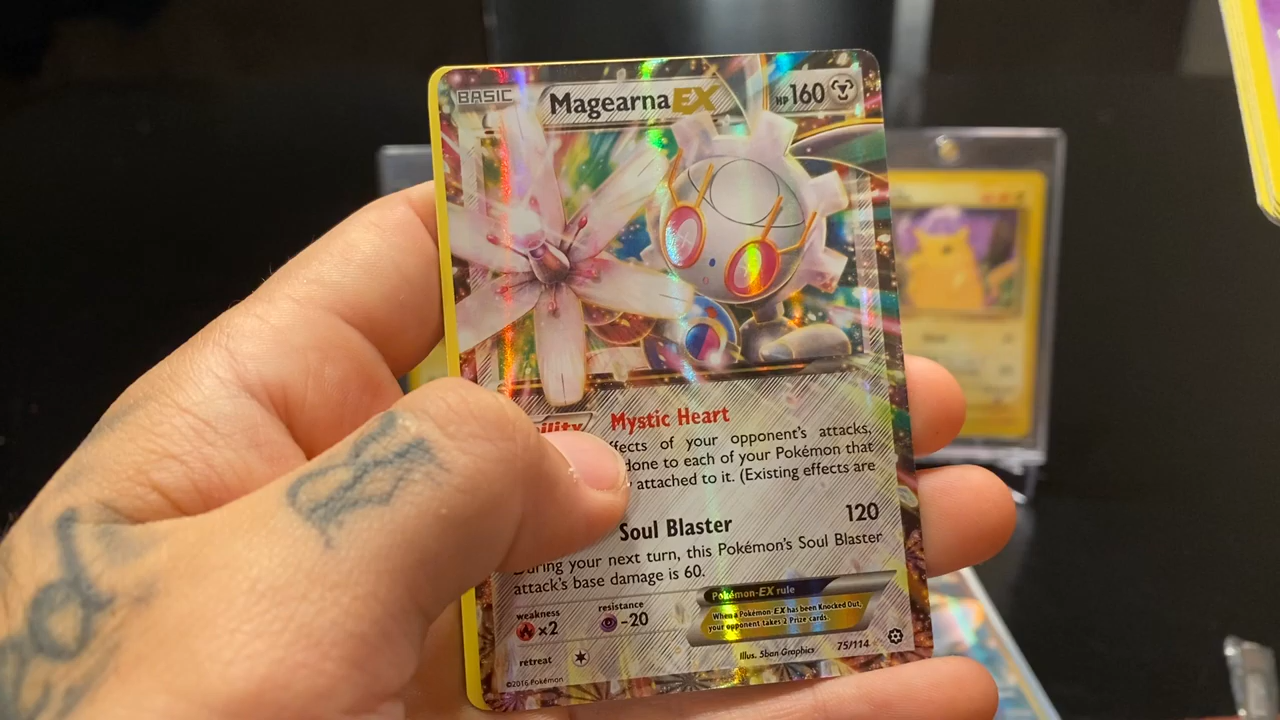 BASIC Magearna EX HP 160
ility Mystic Heart
fects of your opponent's attacks,
done to each of your Pokémon that
attached to it. (Existing effects are
Soul Blaster 120
During your next turn, this Pokémon's Soul Blaster
attack's base damage is 60.
weakness resistance
×2 -20
Pokémon-EX rule
When a Pokémon-EX has been Knocked Out,
your opponent takes 2 Prize cards.
retreat
Illus. 5ban Graphics 75/114
©2016 Pokémon